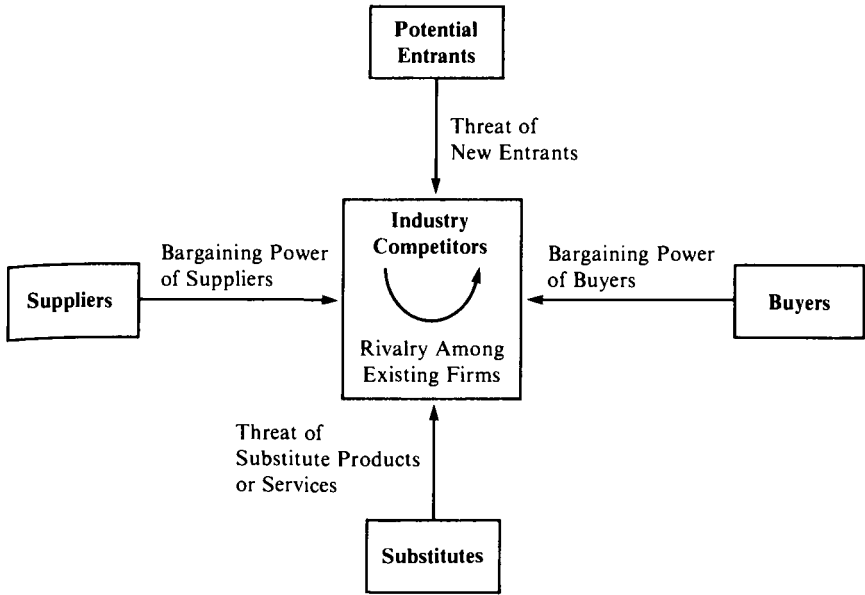 Potential
Entrants
Threat of
New Entrants
Industry
Competitors
Bargaining Power
of Suppliers
Bargaining Power
of Buyers
Suppliers
Buyers
Rivalry Among
Existing Firms
Threat of
Substitute Products
or Services
Substitutes